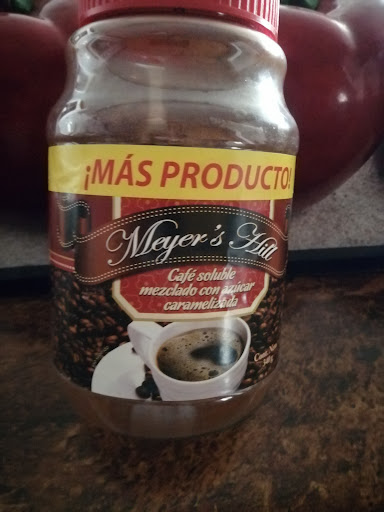 ¡MÁS PRODUCTO!
Meyer's Hill
Café soluble
mezclado con azúcar
caramelizada